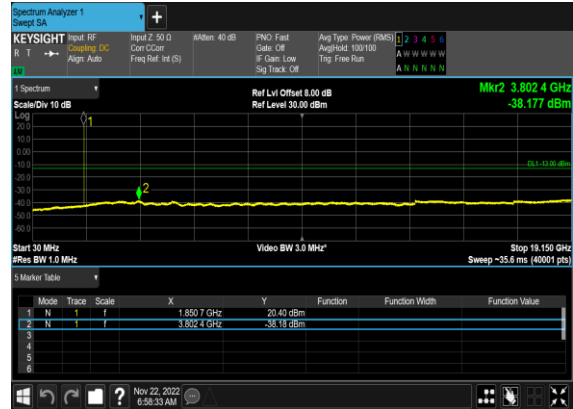 Spectrum Analyzer 1
Swept SA
+
KEYSIGHT
R T
Input: RF
Coupling: DC
Align: Auto
Input Z: 50 Ω
Corr CCorr
Freq Ref: Int (S)
#Atten: 40 dB
PNO: Fast
Gate: Off
IF Gain: Low
Sig Track: Off
Avg Type: Power (RMS)
Avg|Hold: 100/100
Trig: Free Run
1 2 3 4 5 6
A W W W W W
A N N N N N
1 Spectrum
Scale/Div 10 dB
Ref Lvl Offset 8.00 dB
Ref Level 30.00 dBm
Mkr2 3.802 4 GHz
-38.177 dBm
Log
20.0
10.0
0.00
-10.0
-20.0
-30.0
-40.0
-50.0
-60.0
1
2
DL1 -13.00 dBm
Start 30 MHz
#Res BW 1.0 MHz
Video BW 3.0 MHz*
Stop 19.150 GHz
Sweep ~35.6 ms (40001 pts)
5 Marker Table
Mode Trace Scale X Y Function Function Width Function Value
1 N 1 f 1.850 7 GHz 20.40 dBm
2 N 1 f 3.802 4 GHz -38.18 dBm
3
4
5
6
?
Nov 22, 2022
6:58:33 AM